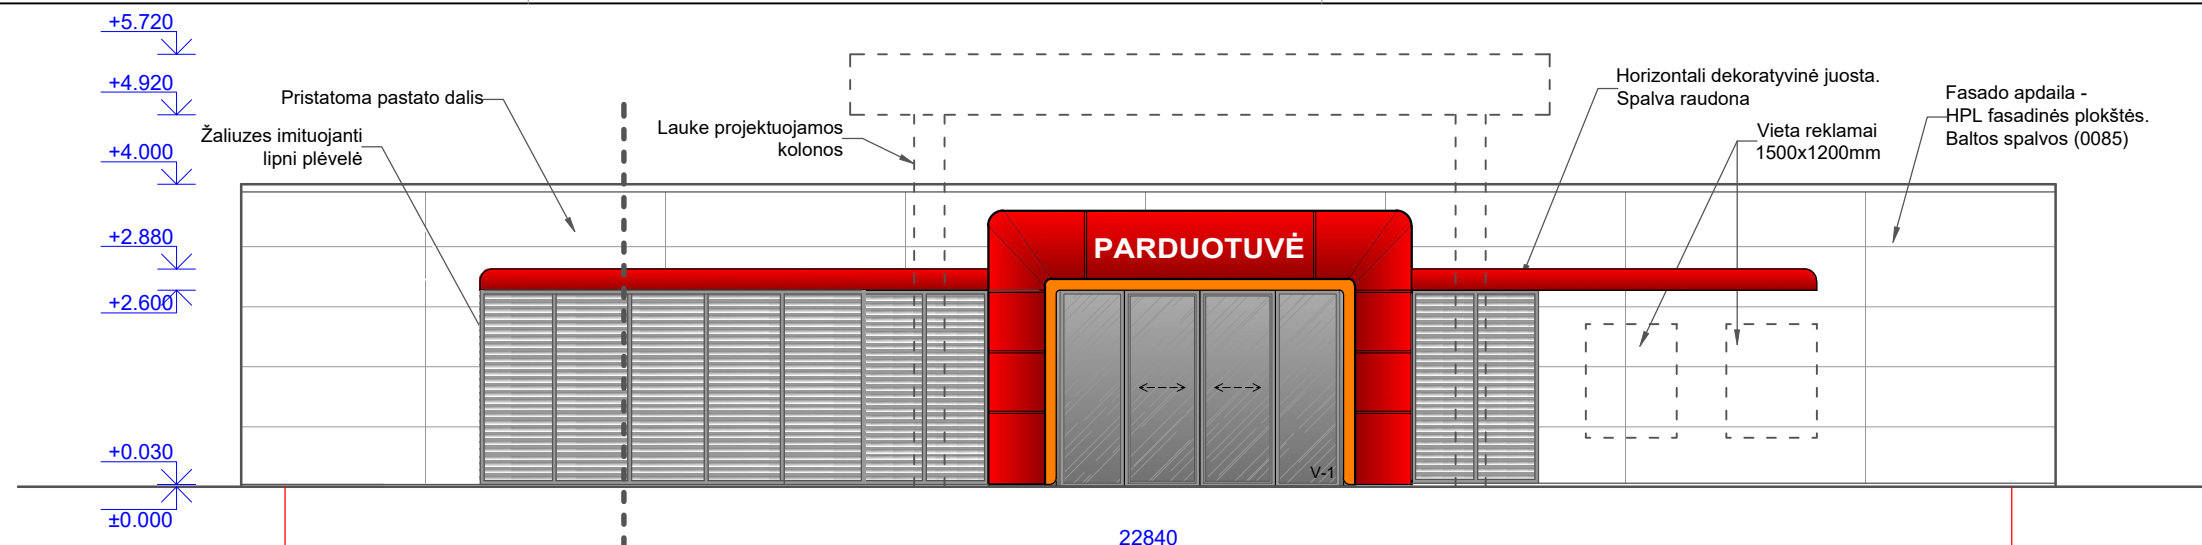 +5.720
+4.920
+4.000
+2.880
+2.600
+0.030
±0.000
Pristatoma pastato dalis
Žaliuzes imituojanti
lipni plėvelė
Lauke projektuojamos
kolonos
Horizontali dekoratyvinė juosta.
Spalva raudona
Vieta reklamai
1500x1200mm
Fasado apdaila -
HPL fasadinės plokštės.
Baltos spalvos (0085)
PARDUOTUVĖ
V-1
22840